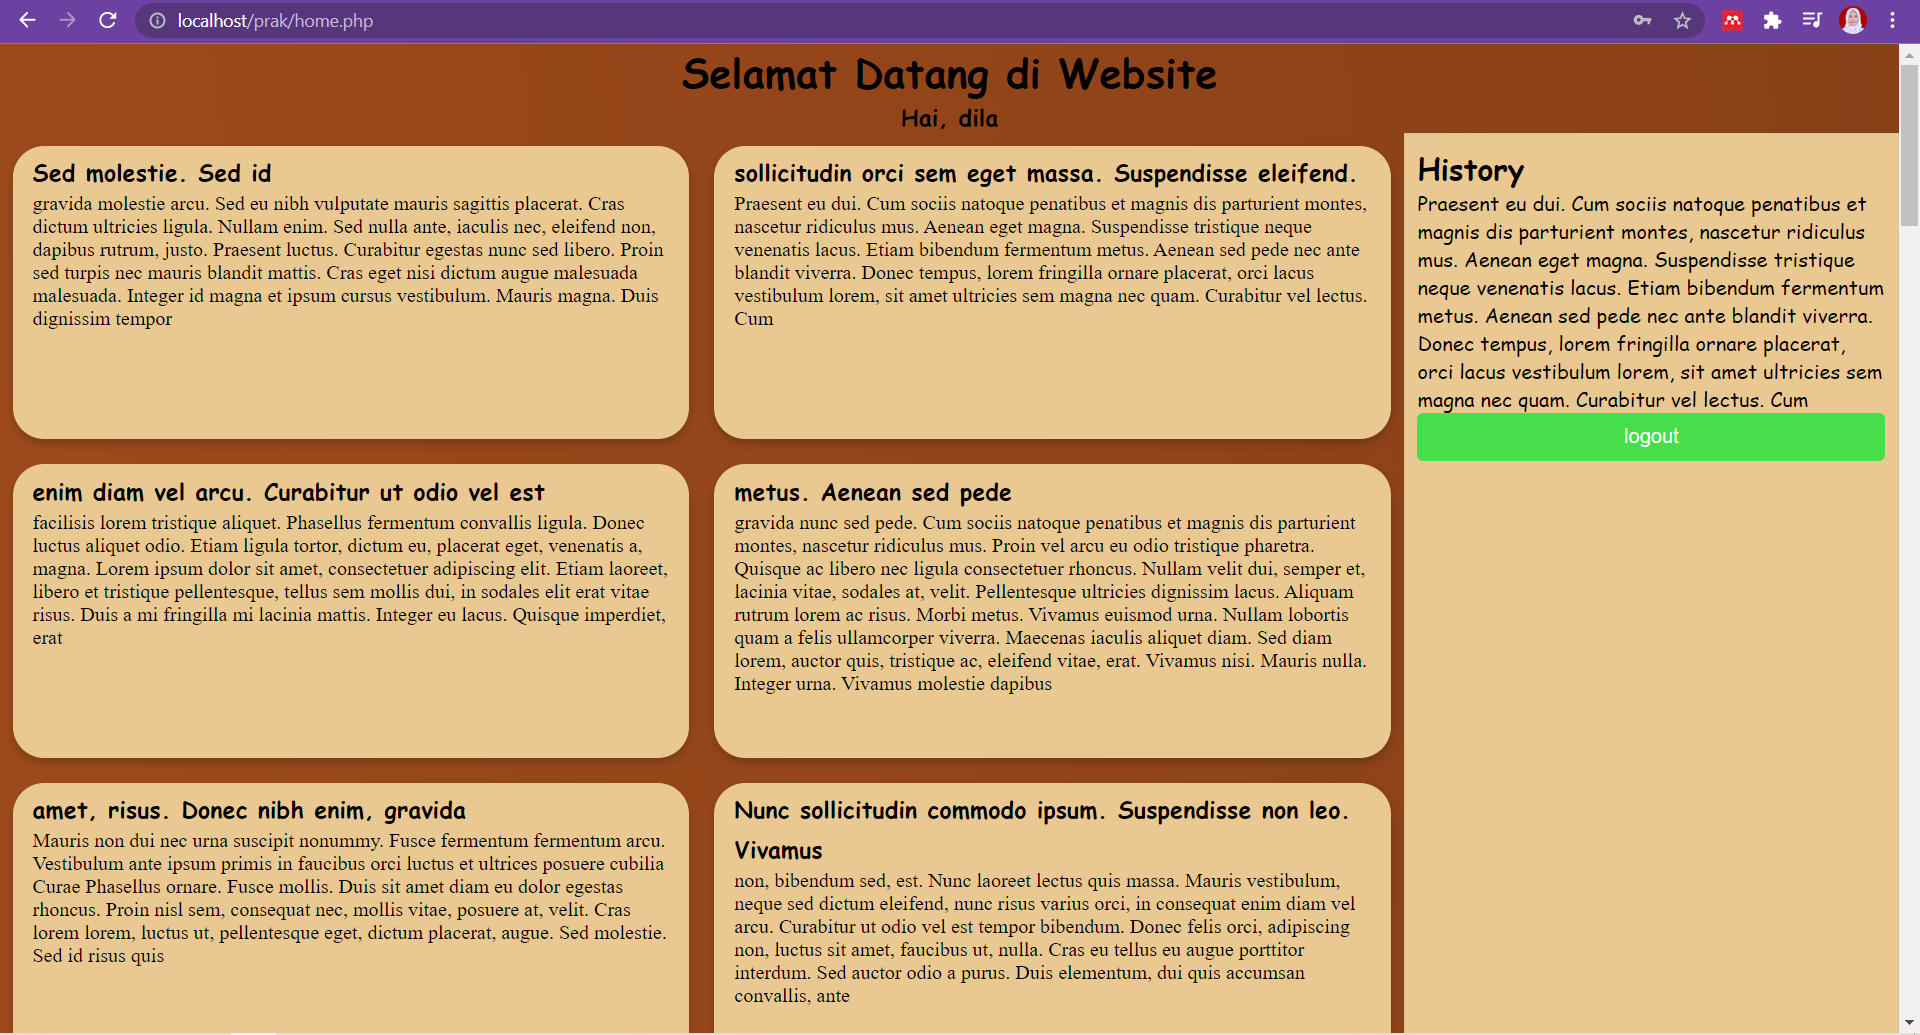 localhost/prak/home.php
Selamat Datang di Website
Hai, dila
Sed molestie. Sed id
gravida molestie arcu. Sed eu nibh vulputate mauris sagittis placerat. Cras
dictum ultricies ligula. Nullam enim. Sed nulla ante, iaculis nec, eleifend non,
dapibus rutrum, justo. Praesent luctus. Curabitur egestas nunc sed libero. Proin
sed turpis nec mauris blandit mattis. Cras eget nisi dictum augue malesuada
malesuada. Integer id magna et ipsum cursus vestibulum. Mauris magna. Duis
dignissim tempor
sollicitudin orci sem eget massa. Suspendisse eleifend.
Praesent eu dui. Cum sociis natoque penatibus et magnis dis parturient montes,
nascetur ridiculus mus. Aenean eget magna. Suspendisse tristique neque
venenatis lacus. Etiam bibendum fermentum metus. Aenean sed pede nec ante
blandit viverra. Donec tempus, lorem fringilla ornare placerat, orci lacus
vestibulum lorem, sit amet ultricies sem magna nec quam. Curabitur vel lectus.
Cum
enim diam vel arcu. Curabitur ut odio vel est
facilisis lorem tristique aliquet. Phasellus fermentum convallis ligula. Donec
luctus aliquet odio. Etiam ligula tortor, dictum eu, placerat eget, venenatis a,
magna. Lorem ipsum dolor sit amet, consectetuer adipiscing elit. Etiam laoreet,
libero et tristique pellentesque, tellus sem mollis dui, in sodales elit erat vitae
risus. Duis a mi fringilla mi lacinia mattis. Integer eu lacus. Quisque imperdiet,
erat
metus. Aenean sed pede
gravida nunc sed pede. Cum sociis natoque penatibus et magnis dis parturient
montes, nascetur ridiculus mus. Proin vel arcu eu odio tristique pharetra.
Quisque ac libero nec ligula consectetuer rhoncus. Nullam velit dui, semper et,
lacinia vitae, sodales at, velit. Pellentesque ultricies dignissim lacus. Aliquam
rutrum lorem ac risus. Morbi metus. Vivamus euismod urna. Nullam lobortis
quam a felis ullamcorper viverra. Maecenas iaculis aliquet diam. Sed diam
lorem, auctor quis, tristique ac, eleifend vitae, erat. Vivamus nisi. Mauris nulla.
Integer urna. Vivamus molestie dapibus
amet, risus. Donec nibh enim, gravida
Mauris non dui nec urna suscipit nonummy. Fusce fermentum fermentum arcu.
Vestibulum ante ipsum primis in faucibus orci luctus et ultrices posuere cubilia
Curae Phasellus ornare. Fusce mollis. Duis sit amet diam eu dolor egestas
rhoncus. Proin nisl sem, consequat nec, mollis vitae, posuere at, velit. Cras
lorem lorem, luctus ut, pellentesque eget, dictum placerat, augue. Sed molestie.
Sed id risus quis
Nunc sollicitudin commodo ipsum. Suspendisse non leo.
Vivamus
non, bibendum sed, est. Nunc laoreet lectus quis massa. Mauris vestibulum,
neque sed dictum eleifend, nunc risus varius orci, in consequat enim diam vel
arcu. Curabitur ut odio vel est tempor bibendum. Donec felis orci, adipiscing
non, luctus sit amet, faucibus ut, nulla. Cras eu tellus eu augue porttitor
interdum. Sed auctor odio a purus. Duis elementum, dui quis accumsan
convallis, ante
History
Praesent eu dui. Cum sociis natoque penatibus et
magnis dis parturient montes, nascetur ridiculus
mus. Aenean eget magna. Suspendisse tristique
neque venenatis lacus. Etiam bibendum fermentum
metus. Aenean sed pede nec ante blandit viverra.
Donec tempus, lorem fringilla ornare placerat,
orci lacus vestibulum lorem, sit amet ultricies sem
magna nec quam. Curabitur vel lectus. Cum
logout